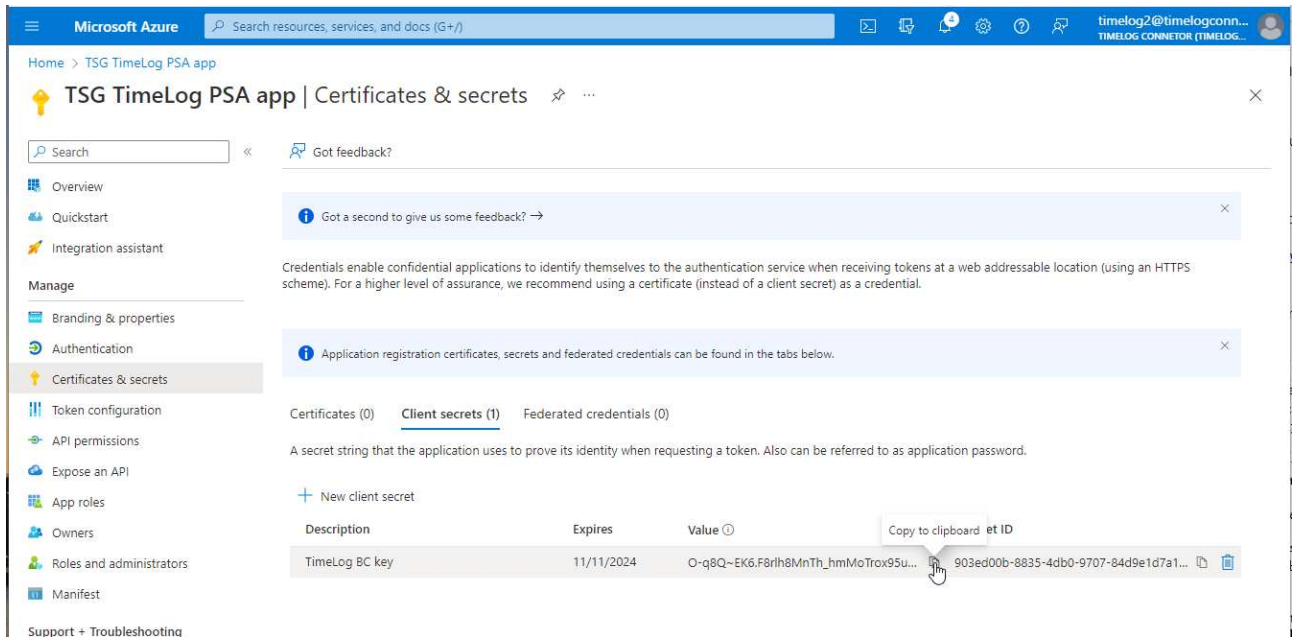 Microsoft Azure
Search resources, services, and docs (G+/)
4
timelog2@timelogconn...
TIMELOG CONNETOR (TIMELOG...
Home > TSG TimeLog PSA app
TSG TimeLog PSA app | Certificates & secrets
Search
Got feedback?
Overview
Quickstart
Integration assistant
Manage
Branding & properties
Authentication
Certificates & secrets
Token configuration
API permissions
Expose an API
App roles
Owners
Roles and administrators
Manifest
Support + Troubleshooting
Got a second to give us some feedback? →
Credentials enable confidential applications to identify themselves to the authentication service when receiving tokens at a web addressable location (using an HTTPS
scheme). For a higher level of assurance, we recommend using a certificate (instead of a client secret) as a credential.
Application registration certificates, secrets and federated credentials can be found in the tabs below.
Certificates (0) Client secrets (1) Federated credentials (0)
A secret string that the application uses to prove its identity when requesting a token. Also can be referred to as application password.
+ New client secret
Description Expires Value Copy to clipboard et ID
TimeLog BC key 11/11/2024 O-q8Q~EK6.F8rlh8MnTh_hmMoTrox95u... 903ed00b-8835-4db0-9707-84d9e1d7a1...